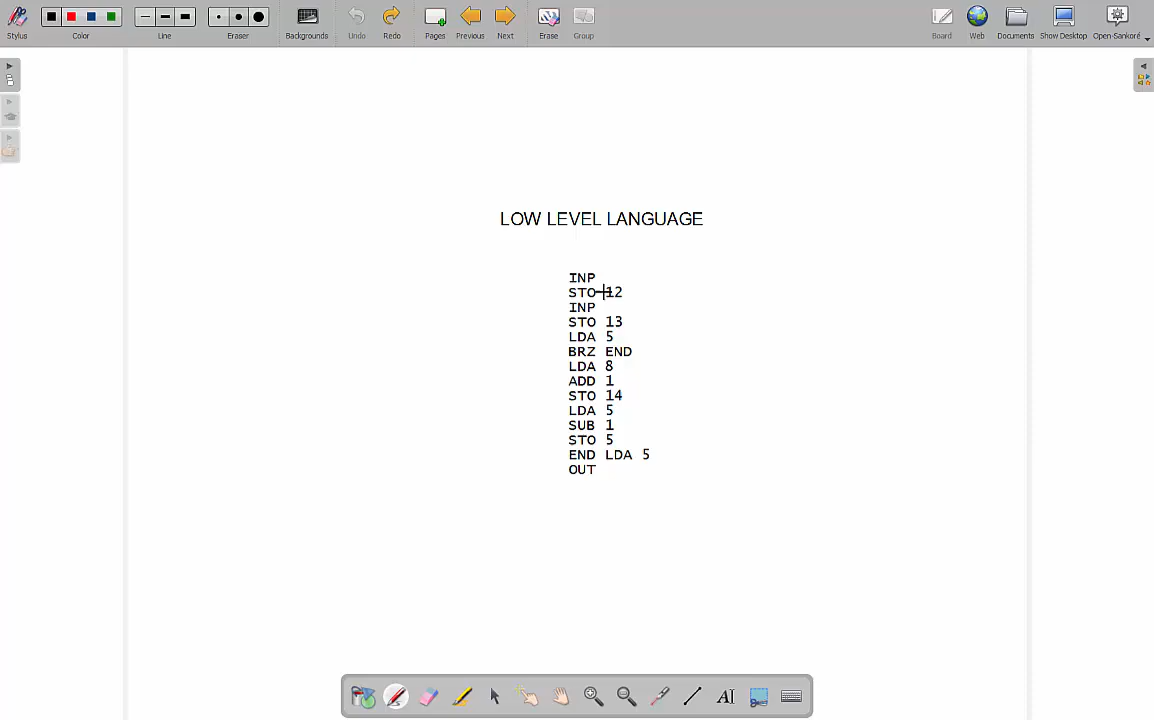 Stylus
Color
Line
Eraser
Backgrounds
Undo
Redo
Pages
Previous
Next
Erase
Group
Board
Web
Documents
Show Desktop
Open-Sankoré
LOW LEVEL LANGUAGE
INP
STO 12
INP
STO 13
LDA 5
BRZ END
LDA 8
ADD 1
STO 14
LDA 5
SUB 1
STO 5
END LDA 5
OUT
AI